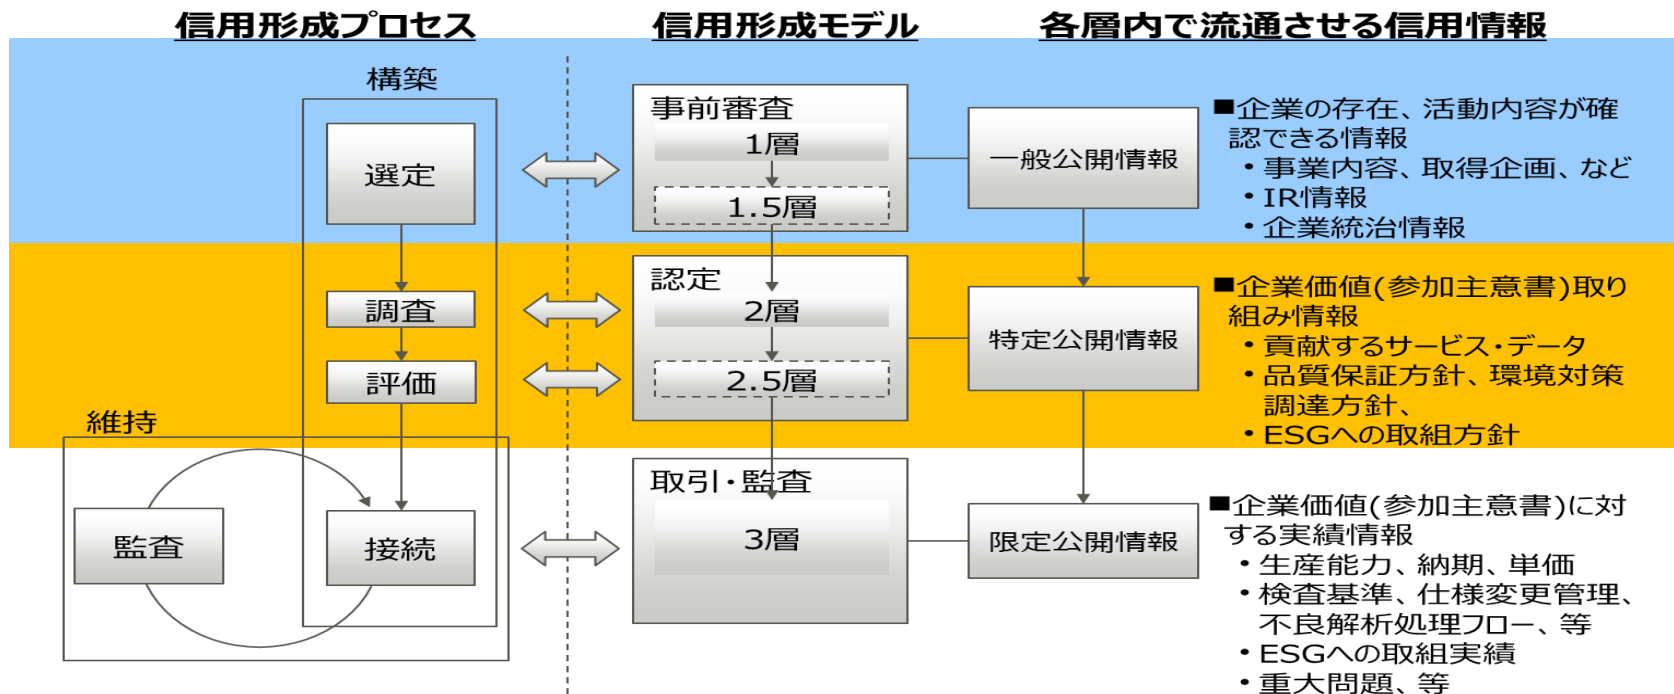 信用形成プロセス
信用形成モデル
各層内で流通させる信用情報
構築
選定
調査
評価
維持
監査
接続
事前審査
1層
1.5層
認定
2層
2.5層
取引・監査
3層
一般公開情報
特定公開情報
限定公開情報
■企業の存在、活動内容が確
認できる情報
・事業内容、取得企画、など
・IR情報
・企業統治情報
■企業価値(参加主意書)取り
組み情報
・貢献するサービス・データ
・品質保証方針、環境対策
調達方針、
・ESGへの取組方針
■企業価値(参加主意書)に対
する実績情報
・生産能力、納期、単価
・検査基準、仕様変更管理、
不良解析処理フロー、等
・ESGへの取組実績
・重大問題、等